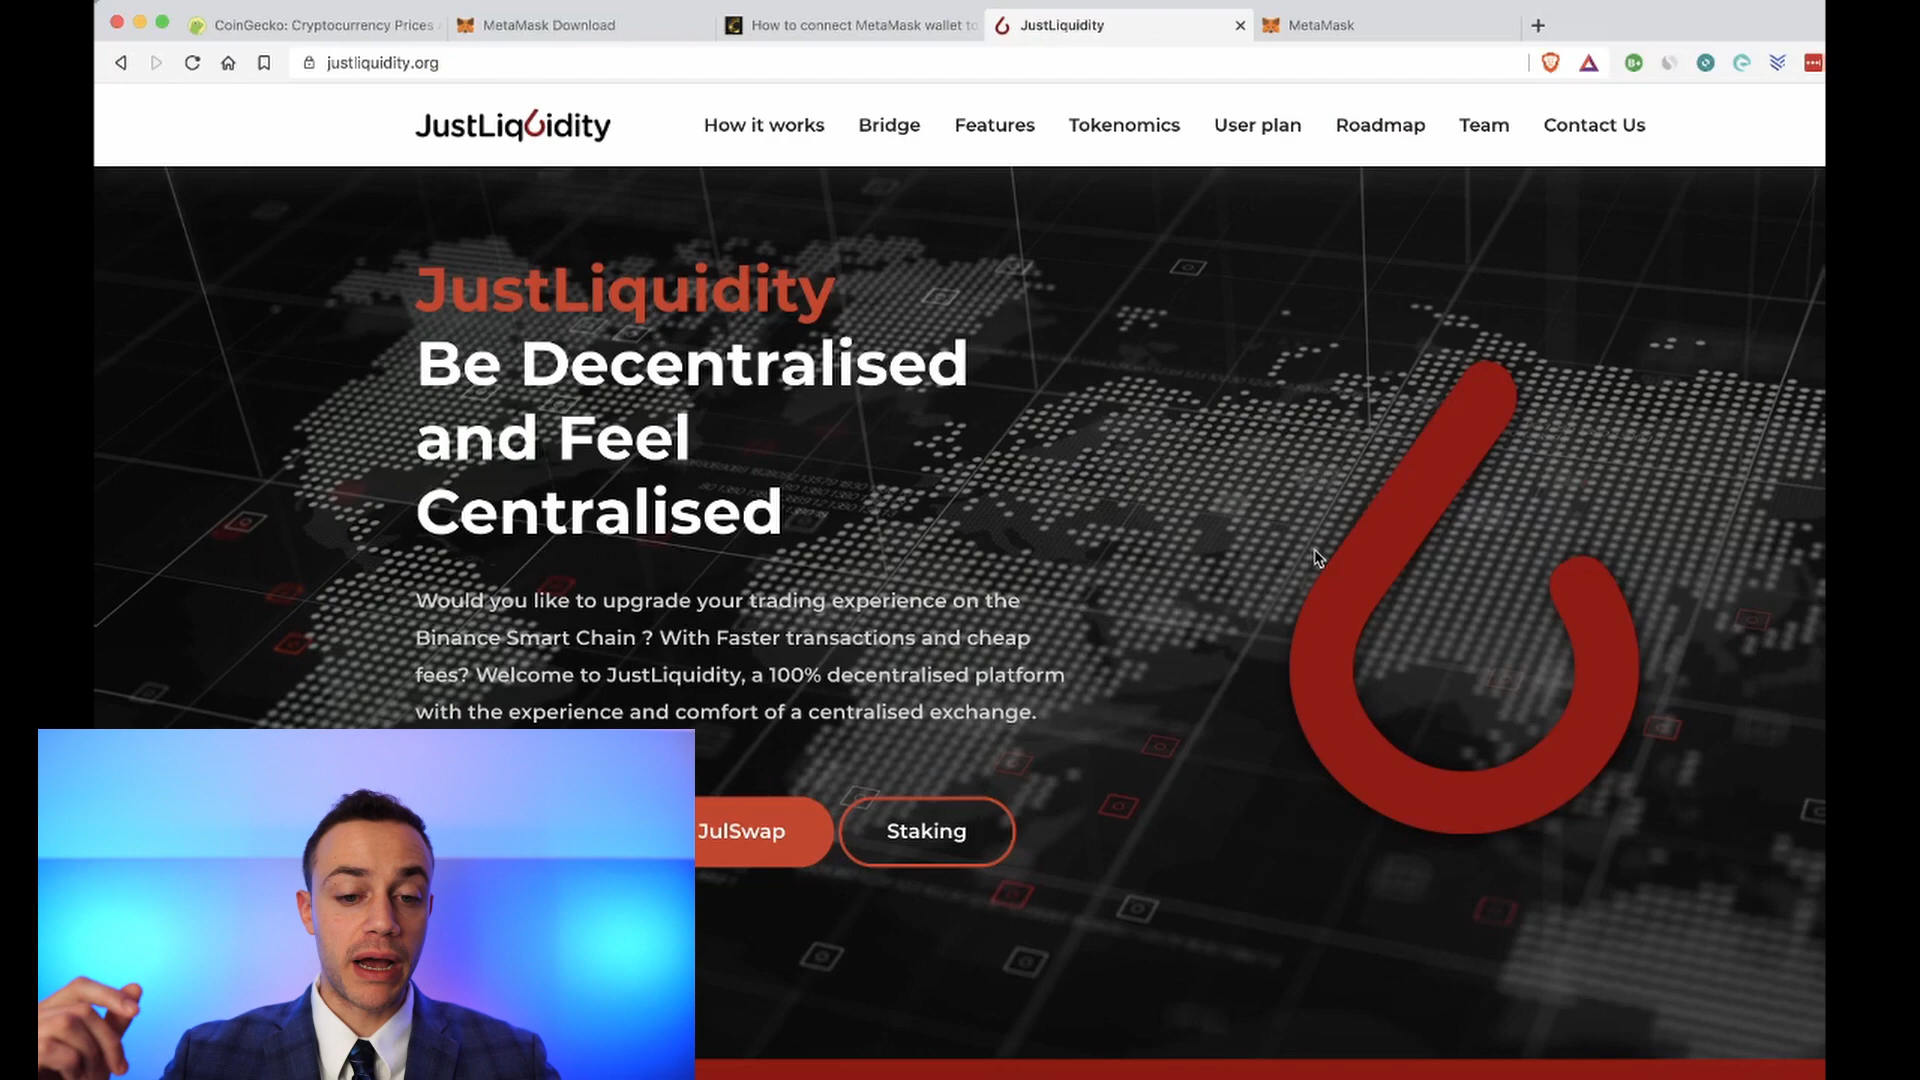 CoinGecko: Cryptocurrency Prices
MetaMask Download
How to connect MetaMask wallet to
JustLiquidity
MetaMask
justliquidity.org
JustLiquidity
How it works
Bridge
Features
Tokenomics
User plan
Roadmap
Team
Contact Us
JustLiquidity
Be Decentralised
and Feel
Centralised
Would you like to upgrade your trading experience on the
Binance Smart Chain ? With Faster transactions and cheap
fees? Welcome to JustLiquidity, a 100% decentralised platform
with the experience and comfort of a centralised exchange.
JulSwap
Staking